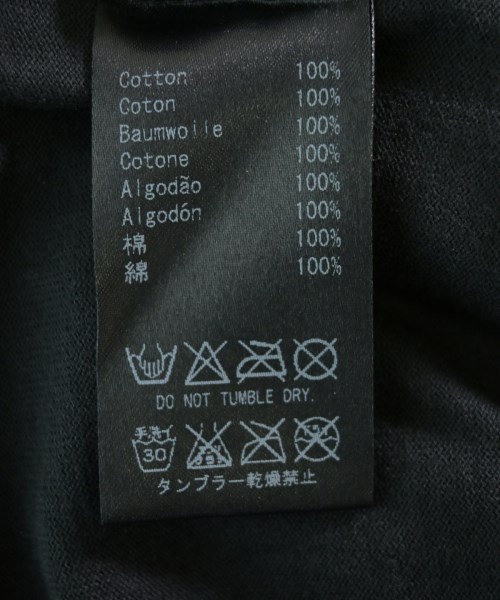 Cotton 100%
Coton 100%
Baumwolle 100%
Cotone 100%
Algodão 100%
Algodón 100%
棉 100%
綿 100%
DO NOT TUMBLE DRY.
手洗イ
30
タンブラー乾燥禁止